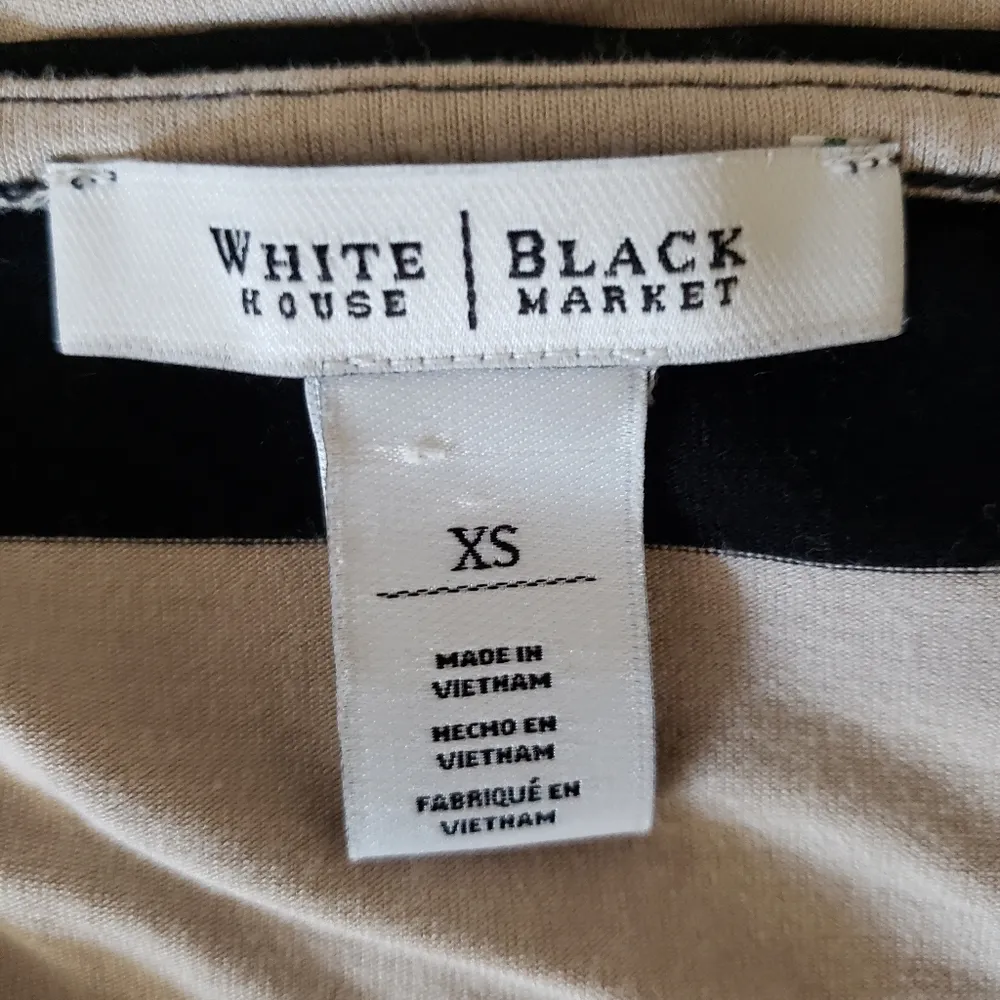 WHITE | BLACK
HOUSE | MARKET
XS
MADE IN
VIETNAM
HECHO EN
VIETNAM
FABRIQUÉ EN
VIETNAM